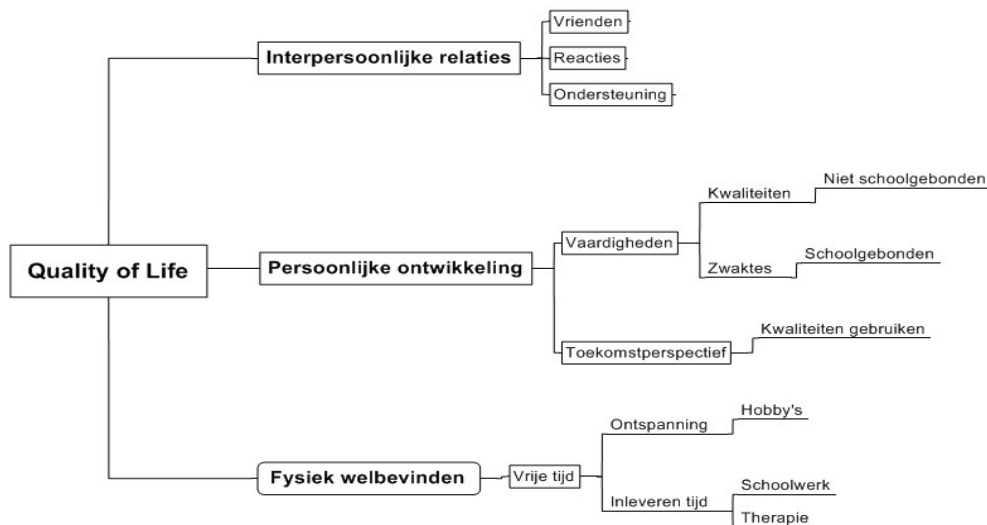 Quality of Life
Interpersoonlijke relaties
Vrienden
Reacties
Ondersteuning
Persoonlijke ontwikkeling
Vaardigheden
Kwaliteiten
Niet schoolgebonden
Zwaktes
Schoolgebonden
Toekomstperspectief
Kwaliteiten gebruiken
Fysiek welbevinden
Vrije tijd
Ontspanning
Hobby's
Inleveren tijd
Schoolwerk
Therapie